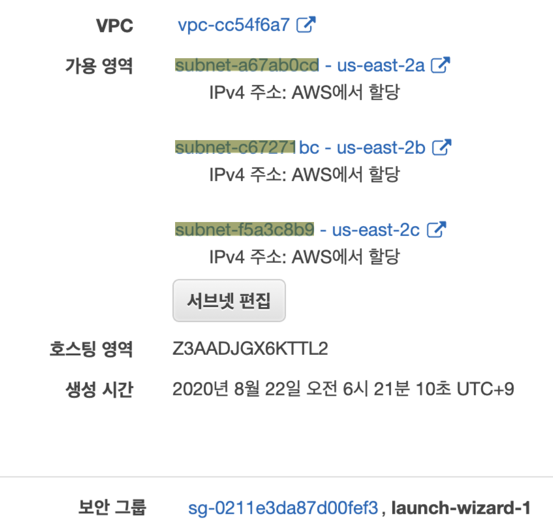 VPC vpc-cc54f6a7
가용 영역 subnet-a67ab0cd - us-east-2a
IPv4 주소: AWS에서 할당
subnet-c67271bc - us-east-2b
IPv4 주소: AWS에서 할당
subnet-f5a3c8b9 - us-east-2c
IPv4 주소: AWS에서 할당
서브넷 편집
호스팅 영역 Z3AADJGX6KTTL2
생성 시간 2020년 8월 22일 오전 6시 21분 10초 UTC+9
보안 그룹 sg-0211e3da87d00fef3, launch-wizard-1